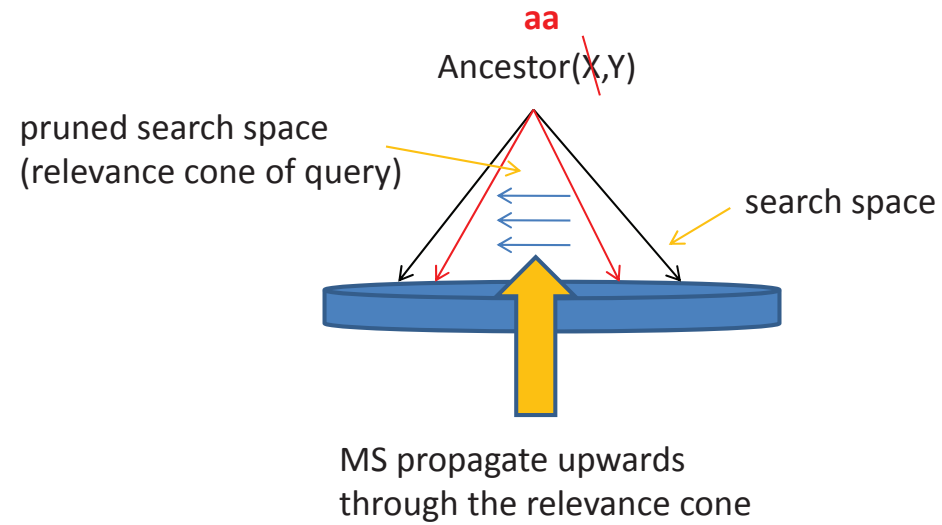 aa
Ancestor(X,Y)
pruned search space
(relevance cone of query)
search space
MS propagate upwards
through the relevance cone